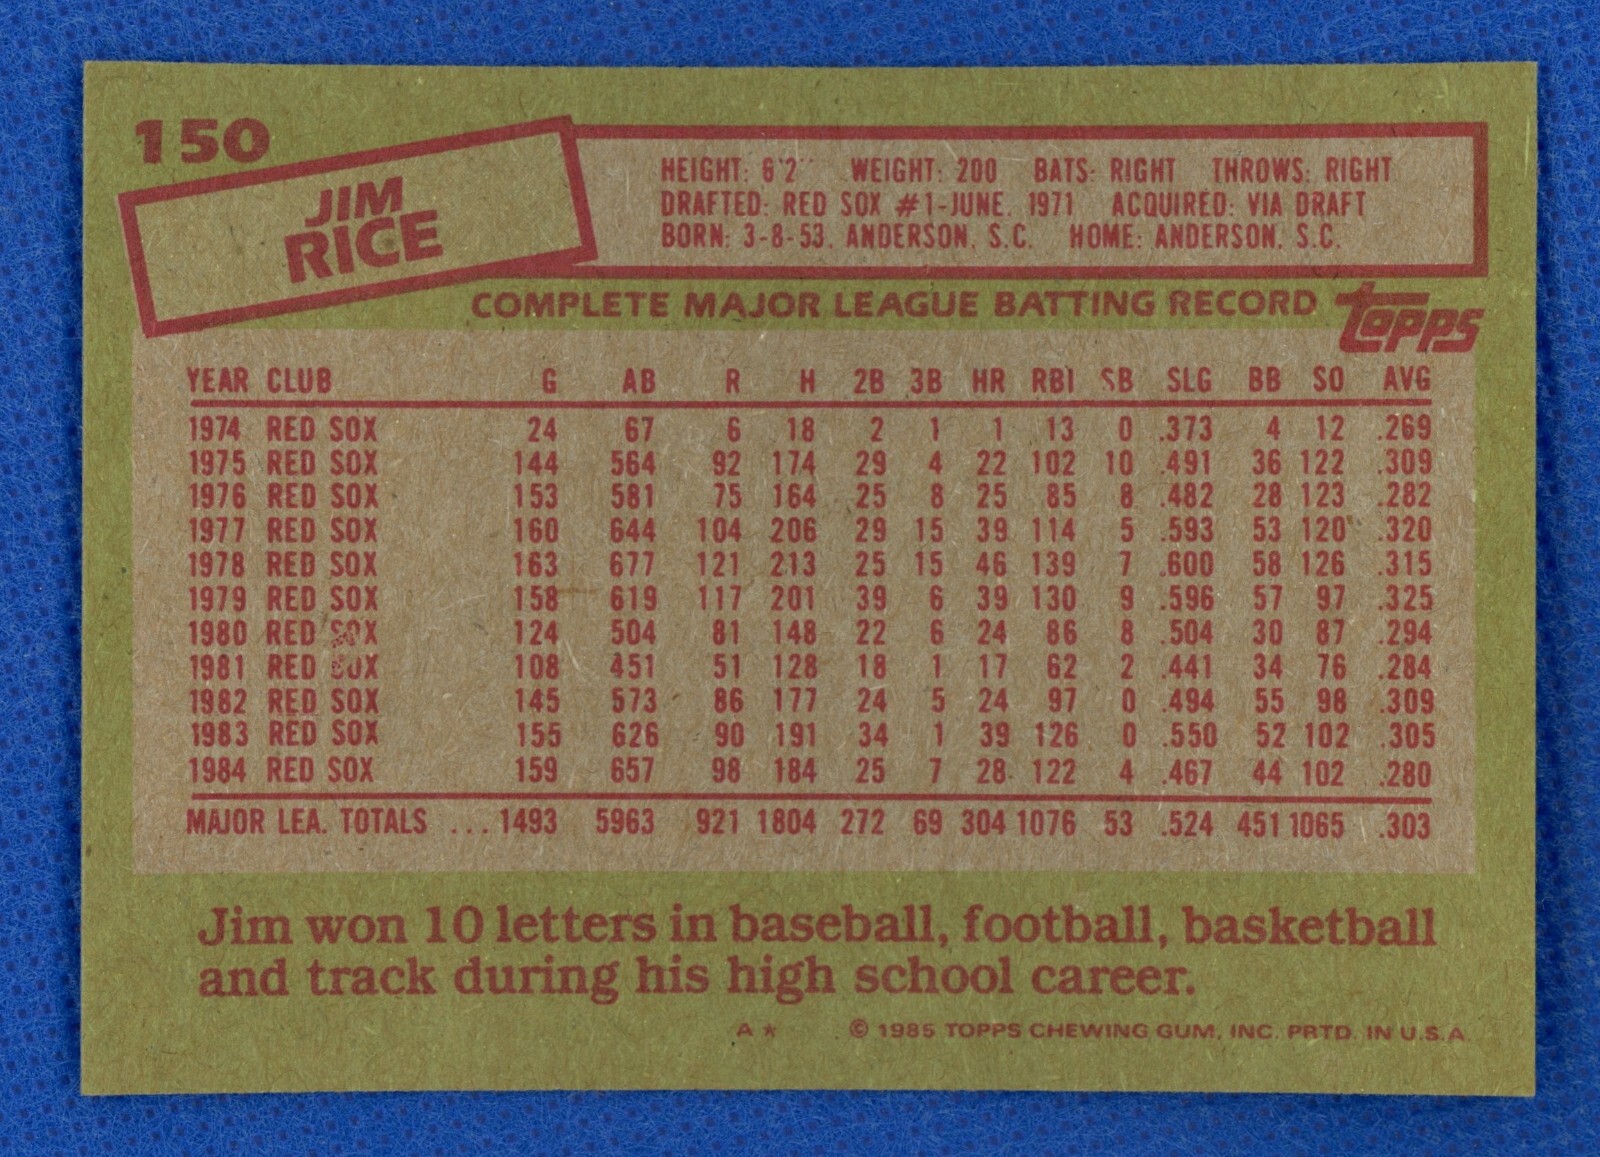 150
JIM
RICE
HEIGHT: 6'2" WEIGHT: 200 BATS: RIGHT THROWS: RIGHT
DRAFTED: RED SOX #1-JUNE, 1971 ACQUIRED: VIA DRAFT
BORN: 3-8-53, ANDERSON, S.C. HOME: ANDERSON, S.C.
COMPLETE MAJOR LEAGUE BATTING RECORD topps
YEAR CLUB G AB R H 2B 3B HR RBI SB SLG BB SO AVG
1974 RED SOX 24 67 6 18 2 1 1 13 0 .373 4 12 .269
1975 RED SOX 144 564 92 174 29 4 22 102 10 .491 36 122 .309
1976 RED SOX 153 581 75 164 25 8 25 85 8 .482 28 123 .282
1977 RED SOX 160 644 104 206 29 15 39 114 5 .593 53 120 .320
1978 RED SOX 163 677 121 213 25 15 46 139 7 .600 58 126 .315
1979 RED SOX 158 619 117 201 39 6 39 130 9 .596 57 97 .325
1980 RED SOX 124 504 81 148 22 6 24 86 8 .504 30 87 .294
1981 RED SOX 108 451 51 128 18 1 17 62 2 .441 34 76 .284
1982 RED SOX 145 573 86 177 24 5 24 97 0 .494 55 98 .309
1983 RED SOX 155 626 90 191 34 1 39 126 0 .550 52 102 .305
1984 RED SOX 159 657 98 184 25 7 28 122 4 .467 44 102 .280
MAJOR LEA. TOTALS ... 1493 5963 921 1804 272 69 304 1076 53 .524 451 1065 .303
Jim won 10 letters in baseball, football, basketball
and track during his high school career.
A * © 1985 TOPPS CHEWING GUM, INC. PRTD. IN U.S.A.